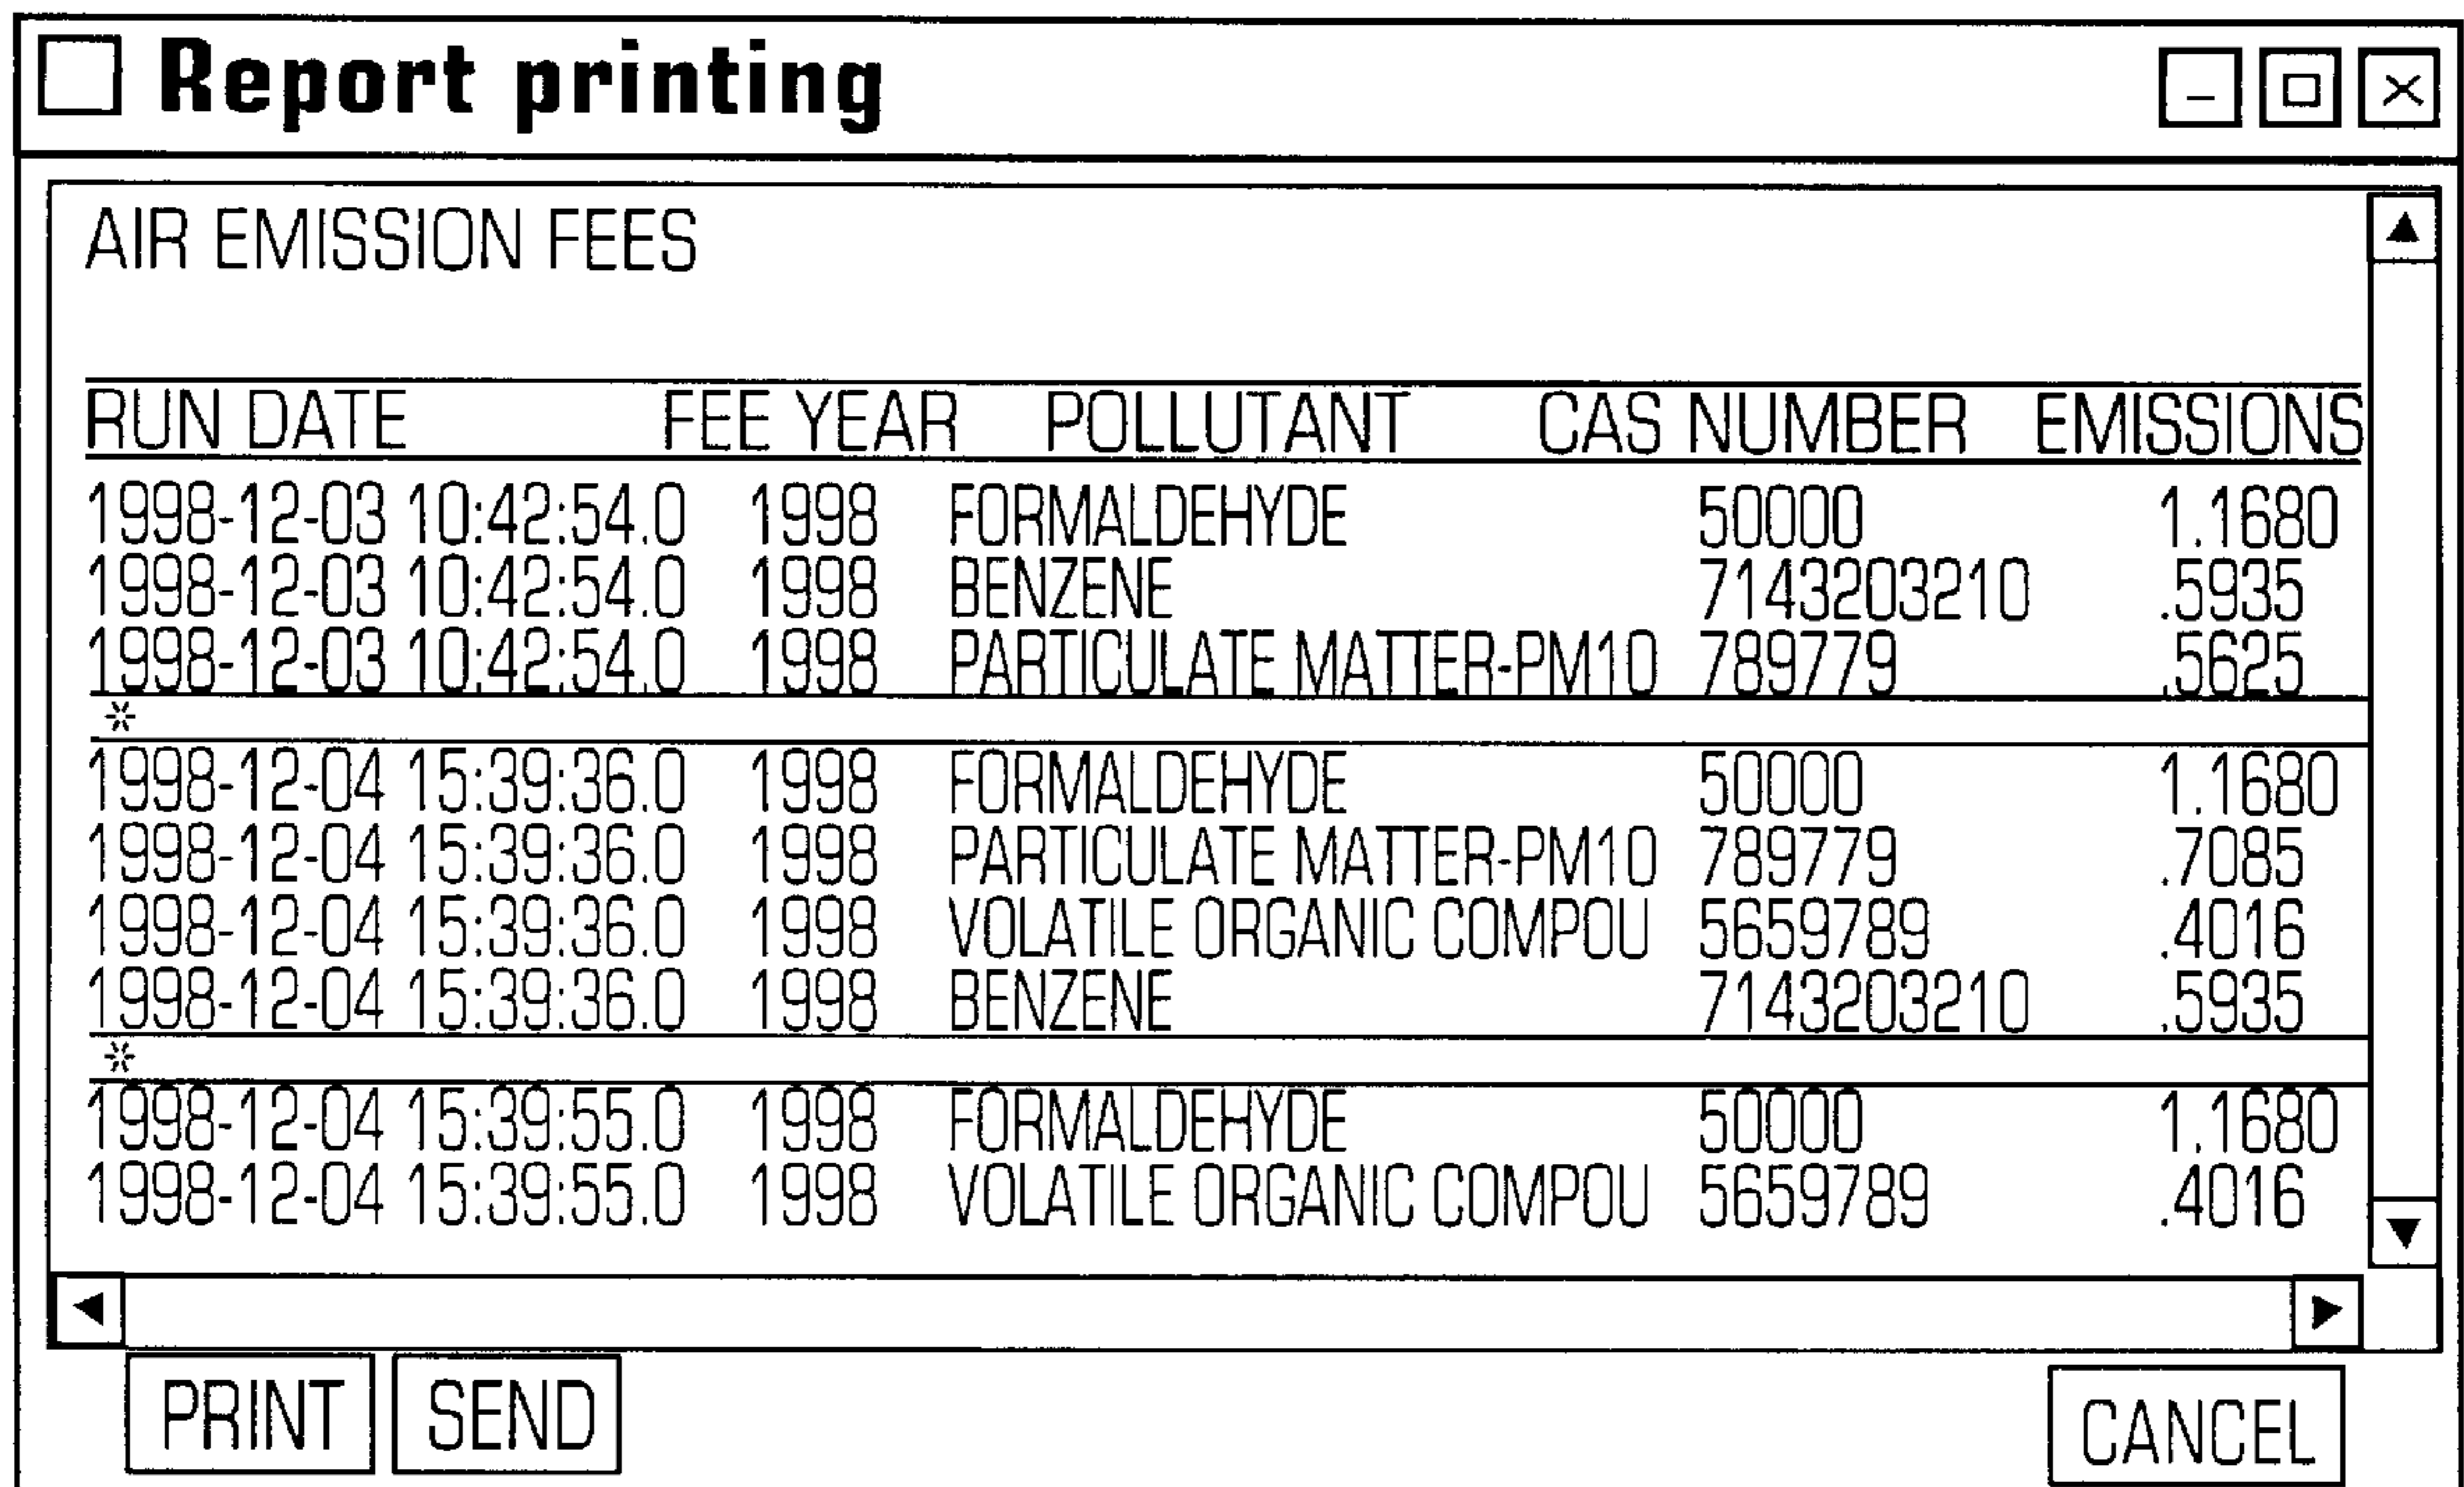 Report printing
AIR EMISSION FEES
RUN DATE FEE YEAR POLLUTANT CAS NUMBER EMISSIONS
1998-12-03 10:42:54.0 1998 FORMALDEHYDE 50000 1.1680
1998-12-03 10:42:54.0 1998 BENZENE 7143203210 .5935
1998-12-03 10:42:54.0 1998 PARTICULATE MATTER-PM10 789779 .5625
*
1998-12-04 15:39:36.0 1998 FORMALDEHYDE 50000 1.1680
1998-12-04 15:39:36.0 1998 PARTICULATE MATTER-PM10 789779 .7085
1998-12-04 15:39:36.0 1998 VOLATILE ORGANIC COMPOU 5659789 .4016
1998-12-04 15:39:36.0 1998 BENZENE 7143203210 .5935
*
1998-12-04 15:39:55.0 1998 FORMALDEHYDE 50000 1.1680
1998-12-04 15:39:55.0 1998 VOLATILE ORGANIC COMPOU 5659789 .4016
PRINT SEND CANCEL